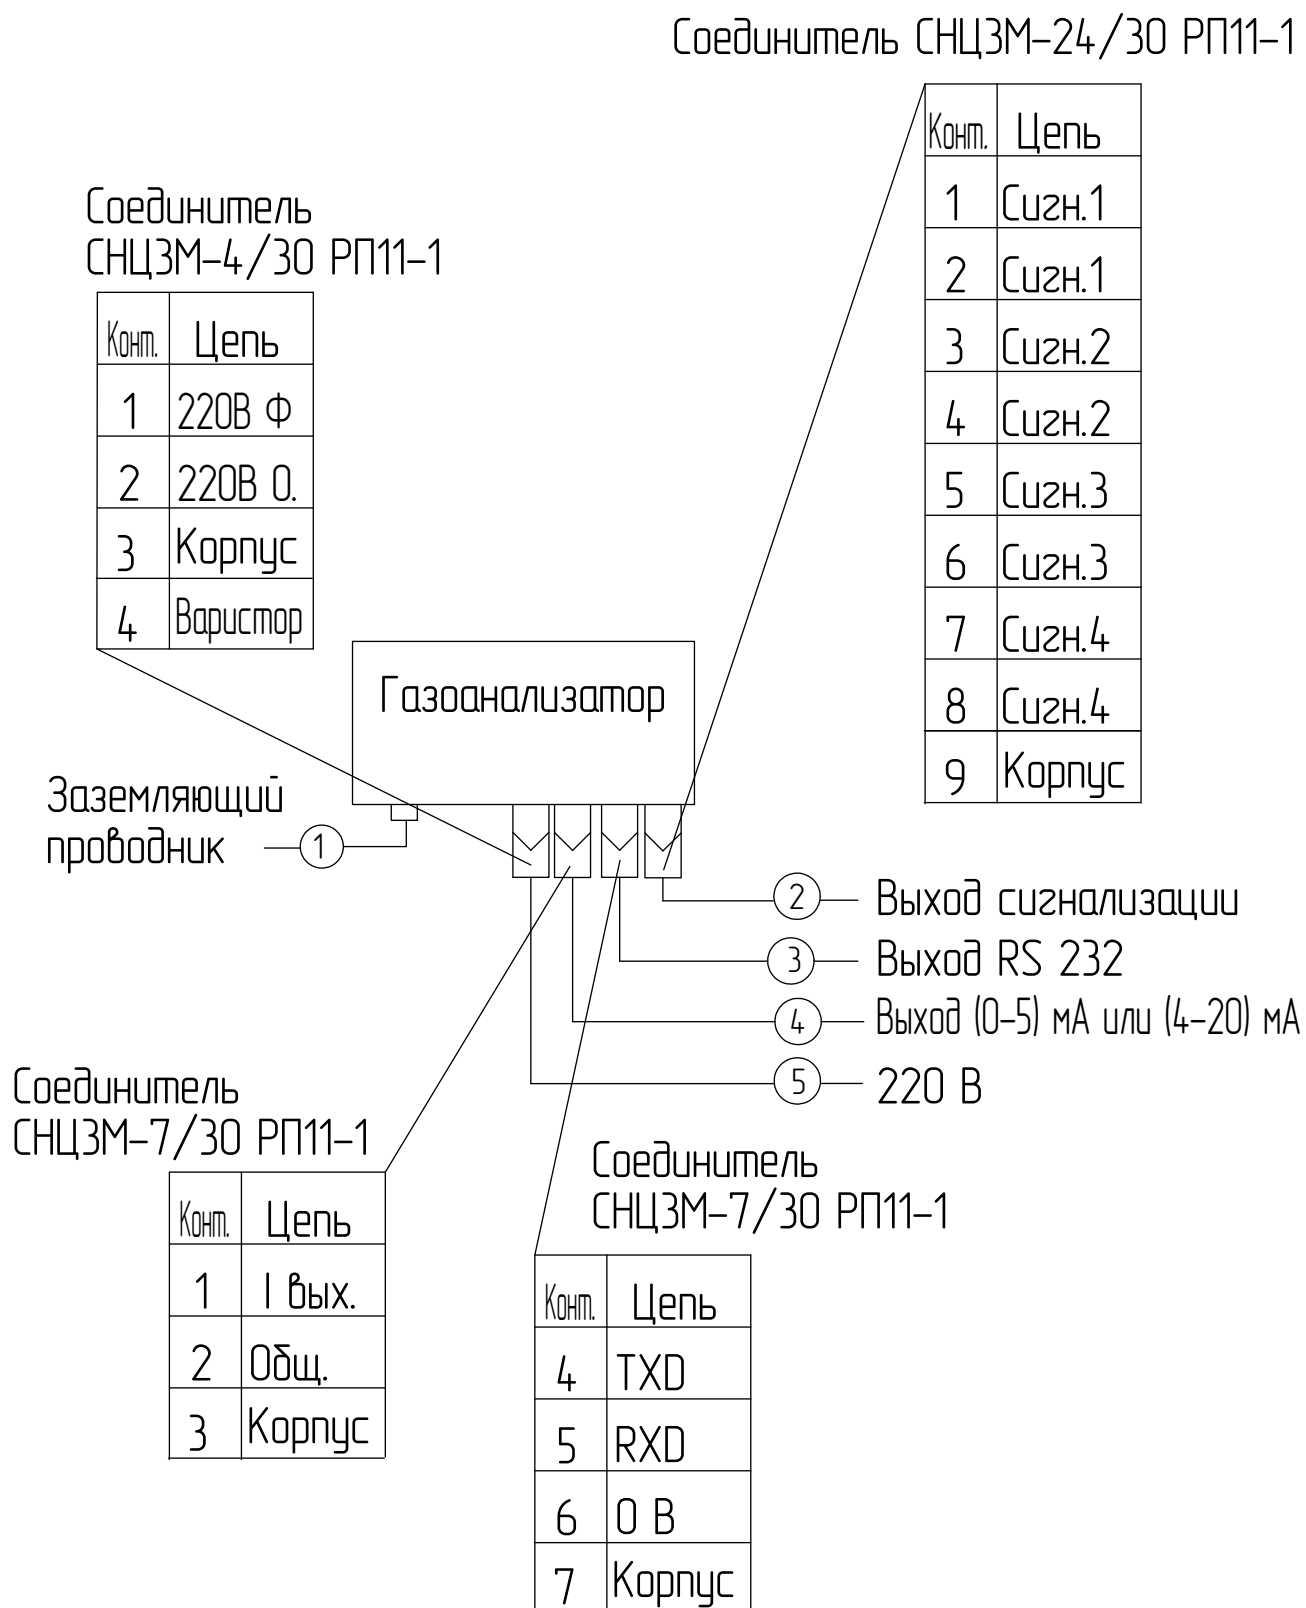 Соединитель СНЦ3М-24/30 РП11-1
Конт. Цепь
1 Сигн.1
2 Сигн.1
3 Сигн.2
4 Сигн.2
5 Сигн.3
6 Сигн.3
7 Сигн.4
8 Сигн.4
9 Корпус
Соединитель
СНЦ3М-4/30 РП11-1
Конт. Цепь
1 220В Ф
2 220В 0.
3 Корпус
4 Варистор
Газоанализатор
Заземляющий
проводник
1
2 Выход сигнализации
3 Выход RS 232
4 Выход (0-5) мА или (4-20) мА
5 220 В
Соединитель
СНЦ3М-7/30 РП11-1
Конт. Цепь
1 I вых.
2 Общ.
3 Корпус
Соединитель
СНЦ3М-7/30 РП11-1
Конт. Цепь
4 TXD
5 RXD
6 0 В
7 Корпус